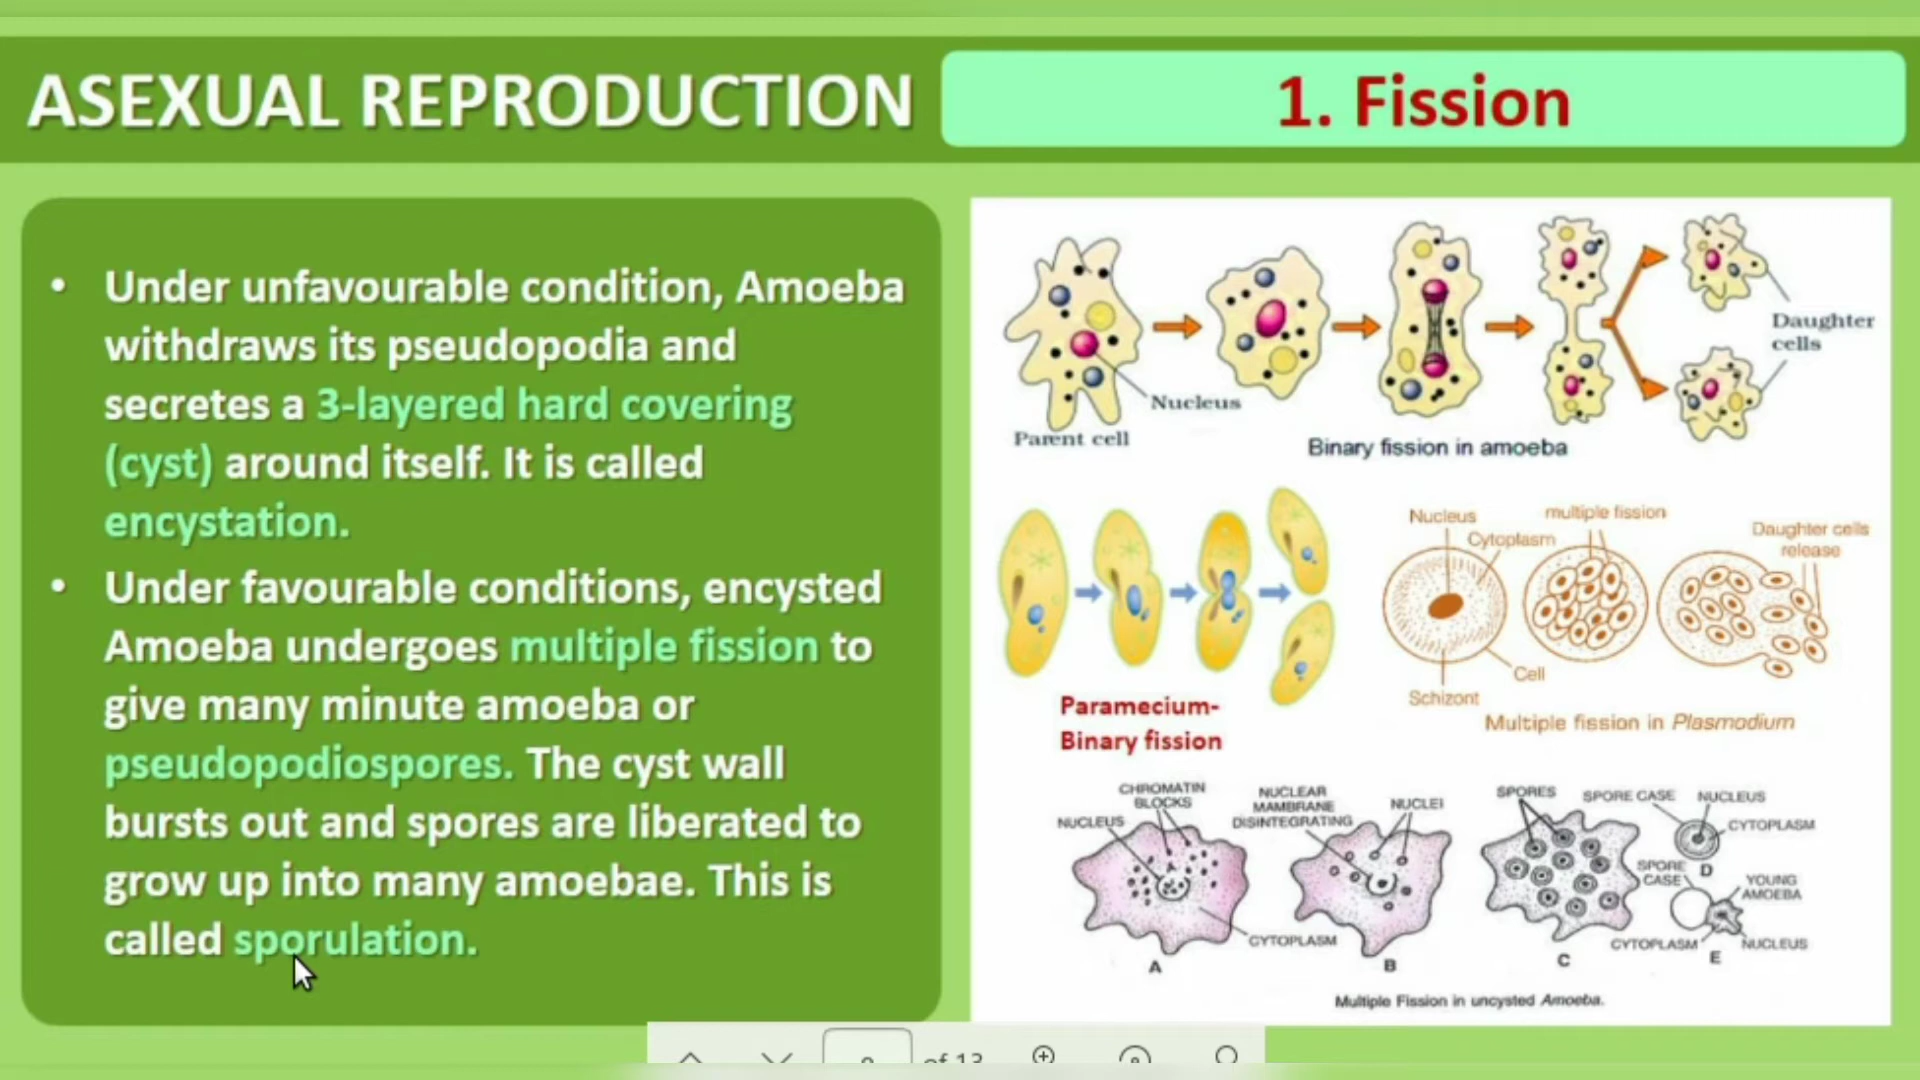 ASEXUAL REPRODUCTION
1. Fission
• Under unfavourable condition, Amoeba
withdraws its pseudopodia and
secretes a 3-layered hard covering
(cyst) around itself. It is called
encystation.
• Under favourable conditions, encysted
Amoeba undergoes multiple fission to
give many minute amoeba or
pseudopodiospores. The cyst wall
bursts out and spores are liberated to
grow up into many amoebae. This is
called sporulation.
Daughter
cells
Nucleus
Parent cell
Binary fission in amoeba
Paramecium-
Binary fission
Nucleus
multiple fission
Cytoplasm
Daughter cells
release
Cell
Schizont
Multiple fission in Plasmodium
CHROMATIN
BLOCKS
NUCLEUS
CYTOPLASM
A
NUCLEAR
MAMBRANE
DISINTEGRATING
NUCLEI
B
SPORES
C
SPORE CASE
NUCLEUS
CYTOPLASM
D
SPORE
CASE
YOUNG
AMOEBA
CYTOPLASM
NUCLEUS
E
Multiple Fission in uncysted Amoeba.
of 13